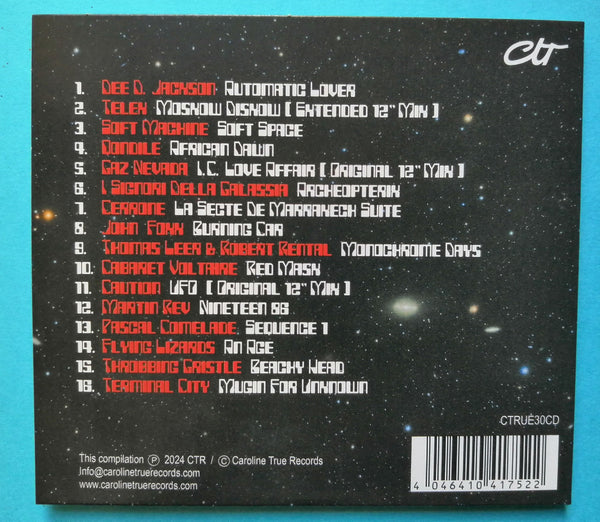 Ctr
1. Dee D. Jackson Automatic Lover
2. Telex Moskow Diskow [ Extended 12" Mix ]
3. Soft Machine Soft Space
4. Qondile African Dawn
5. Gaz Nevada I.C. Love Affair [ Original 12" Mix ]
6. I Signori Della Galassia Archeopterix
7. Cerrone La Secte De Marrakech Suite
8. John Foxx Burning Car
9. Thomas Leer & Robert Rental Monochrome Days
10. Cabaret Voltaire Red Mask
11. Caution UFO [ Original 12" Mix ]
12. Martin Rev Nineteen 86
13. Pascal Comelade Sequence 1
14. Flying Lizards An Age
15. Throbbing Gristle Beachy Head
16. Terminal City Mugin For Unknown
CTRUE30CD
This compilation Ⓟ 2024 CTR / © Caroline True Records
Info@carolinetruerecords.com
www.carolinetruerecords.com
4 046410 417522